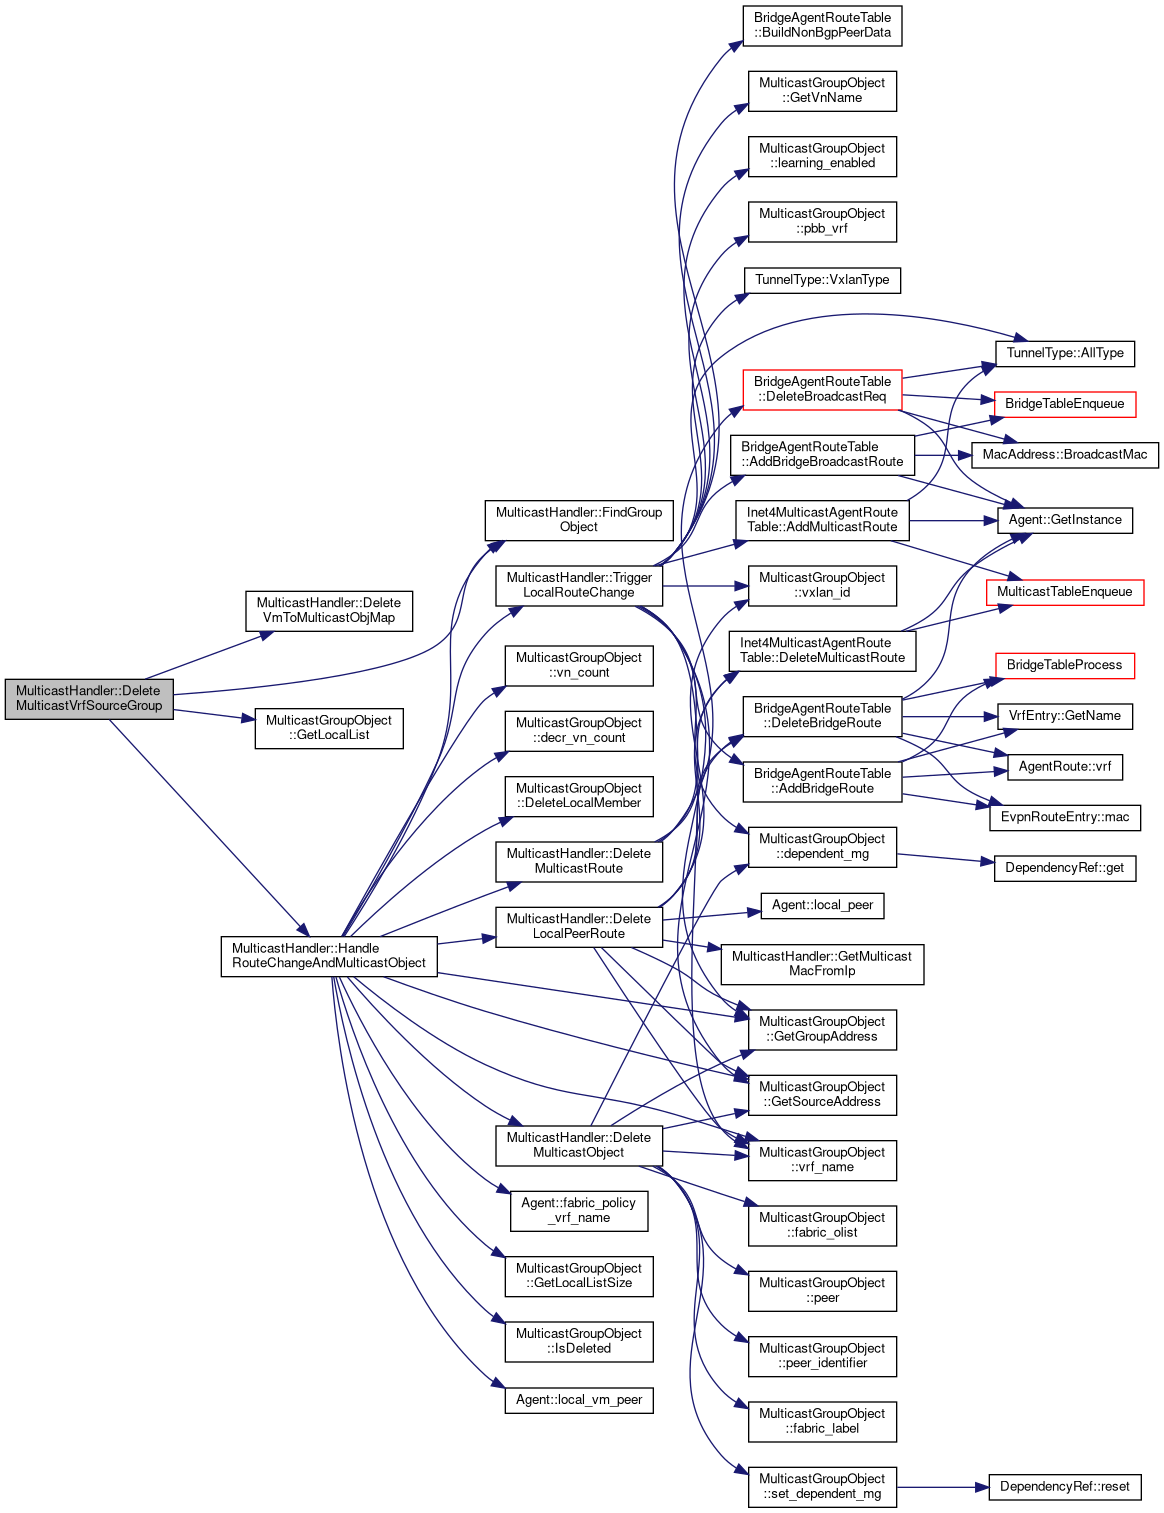 MulticastHandler::Delete
MulticastVrfSourceGroup
MulticastHandler::Delete
VmToMulticastObjMap
MulticastGroupObject
::GetLocalList
MulticastHandler::Handle
RouteChangeAndMulticastObject
MulticastHandler::FindGroup
Object
MulticastHandler::Trigger
LocalRouteChange
MulticastGroupObject
::vn_count
MulticastGroupObject
::decr_vn_count
MulticastGroupObject
::DeleteLocalMember
MulticastHandler::Delete
MulticastRoute
MulticastHandler::Delete
LocalPeerRoute
MulticastHandler::Delete
MulticastObject
Agent::fabric_policy
_vrf_name
MulticastGroupObject
::GetLocalListSize
MulticastGroupObject
::IsDeleted
Agent::local_vm_peer
BridgeAgentRouteTable
::BuildNonBgpPeerData
MulticastGroupObject
::GetVnName
MulticastGroupObject
::learning_enabled
MulticastGroupObject
::pbb_vrf
TunnelType::VxlanType
BridgeAgentRouteTable
::DeleteBroadcastReq
BridgeAgentRouteTable
::AddBridgeBroadcastRoute
Inet4MulticastAgentRoute
Table::AddMulticastRoute
MulticastGroupObject
::vxlan_id
Inet4MulticastAgentRoute
Table::DeleteMulticastRoute
BridgeAgentRouteTable
::DeleteBridgeRoute
BridgeAgentRouteTable
::AddBridgeRoute
MulticastGroupObject
::dependent_mg
Agent::local_peer
MulticastHandler::GetMulticast
MacFromIp
MulticastGroupObject
::GetGroupAddress
MulticastGroupObject
::GetSourceAddress
MulticastGroupObject
::vrf_name
MulticastGroupObject
::fabric_olist
MulticastGroupObject
::peer
MulticastGroupObject
::peer_identifier
MulticastGroupObject
::fabric_label
MulticastGroupObject
::set_dependent_mg
TunnelType::AllType
BridgeTableEnqueue
MacAddress::BroadcastMac
Agent::GetInstance
MulticastTableEnqueue
BridgeTableProcess
VrfEntry::GetName
AgentRoute::vrf
EvpnRouteEntry::mac
DependencyRef::get
DependencyRef::reset